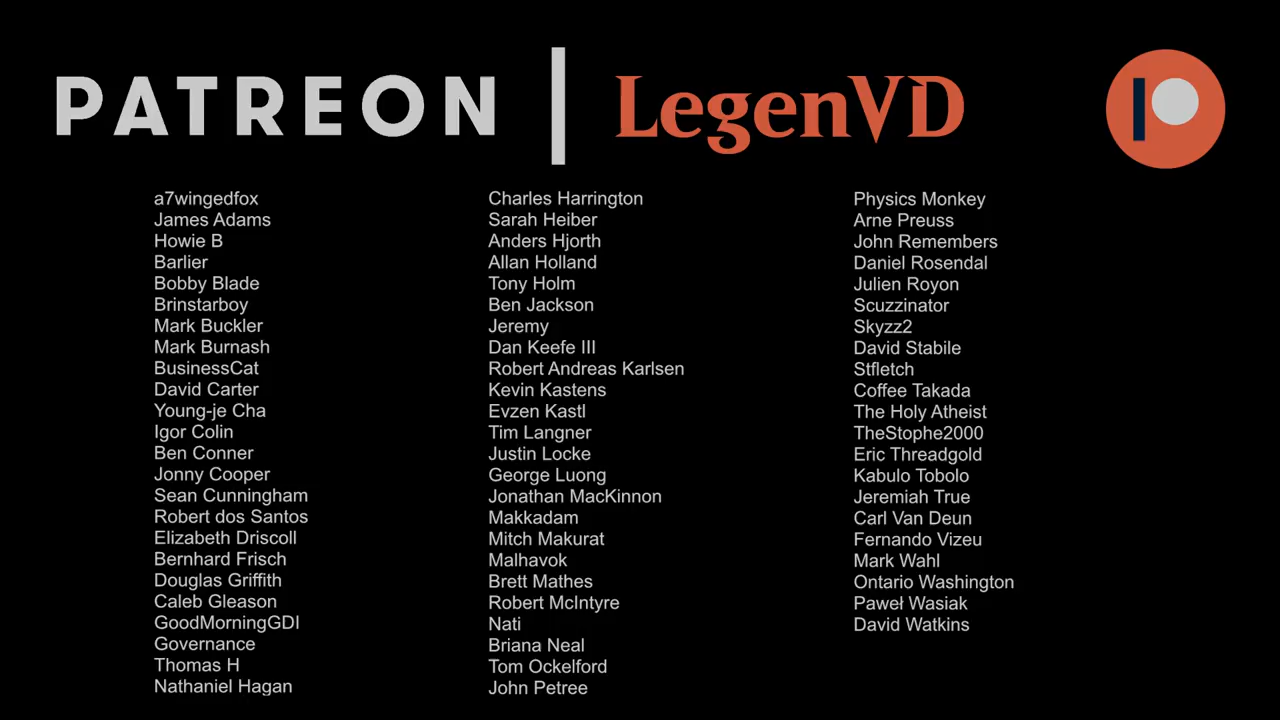 PATREON | LegenVD
a7wingedfox
James Adams
Howie B
Barlier
Bobby Blade
Brinstarboy
Mark Buckler
Mark Burnash
BusinessCat
David Carter
Young-je Cha
Igor Colin
Ben Conner
Jonny Cooper
Sean Cunningham
Robert dos Santos
Elizabeth Driscoll
Bernhard Frisch
Douglas Griffith
Caleb Gleason
GoodMorningGDI
Governance
Thomas H
Nathaniel Hagan
Charles Harrington
Sarah Heiber
Anders Hjorth
Allan Holland
Tony Holm
Ben Jackson
Jeremy
Dan Keefe III
Robert Andreas Karlsen
Kevin Kastens
Evzen Kastl
Tim Langner
Justin Locke
George Luong
Jonathan MacKinnon
Makkadam
Mitch Makurat
Malhavok
Brett Mathes
Robert McIntyre
Nati
Briana Neal
Tom Ockelford
John Petree
Physics Monkey
Arne Preuss
John Remembers
Daniel Rosendal
Julien Royon
Scuzzinator
Skyzz2
David Stabile
Stfletch
Coffee Takada
The Holy Atheist
TheStophe2000
Eric Threadgold
Kabulo Tobolo
Jeremiah True
Carl Van Deun
Fernando Vizeu
Mark Wahl
Ontario Washington
Paweł Wasiak
David Watkins